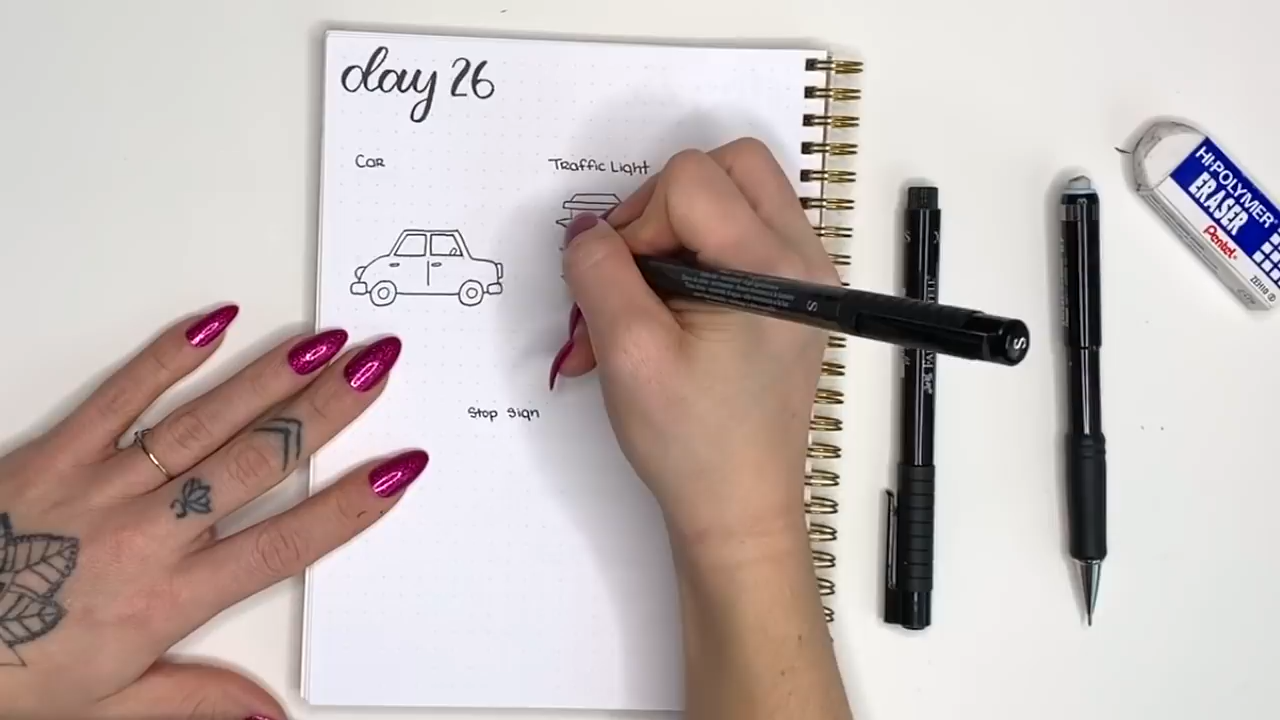 day 26
Car
Traffic Light
Stop Sign
S
HI-POLYMER
ERASER
Pentel